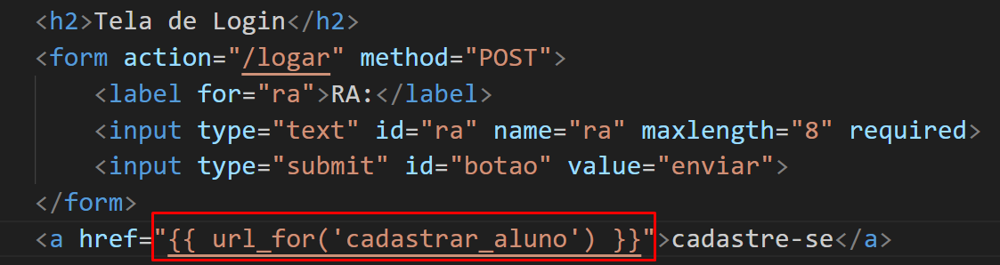 <h2>Tela de Login</h2>
<form action="/logar" method="POST">
<label for="ra">RA:</label>
<input type="text" id="ra" name="ra" maxlength="8" required>
<input type="submit" id="botao" value="enviar">
</form>
<a href="{{ url_for('cadastrar_aluno') }}">cadastre-se</a>